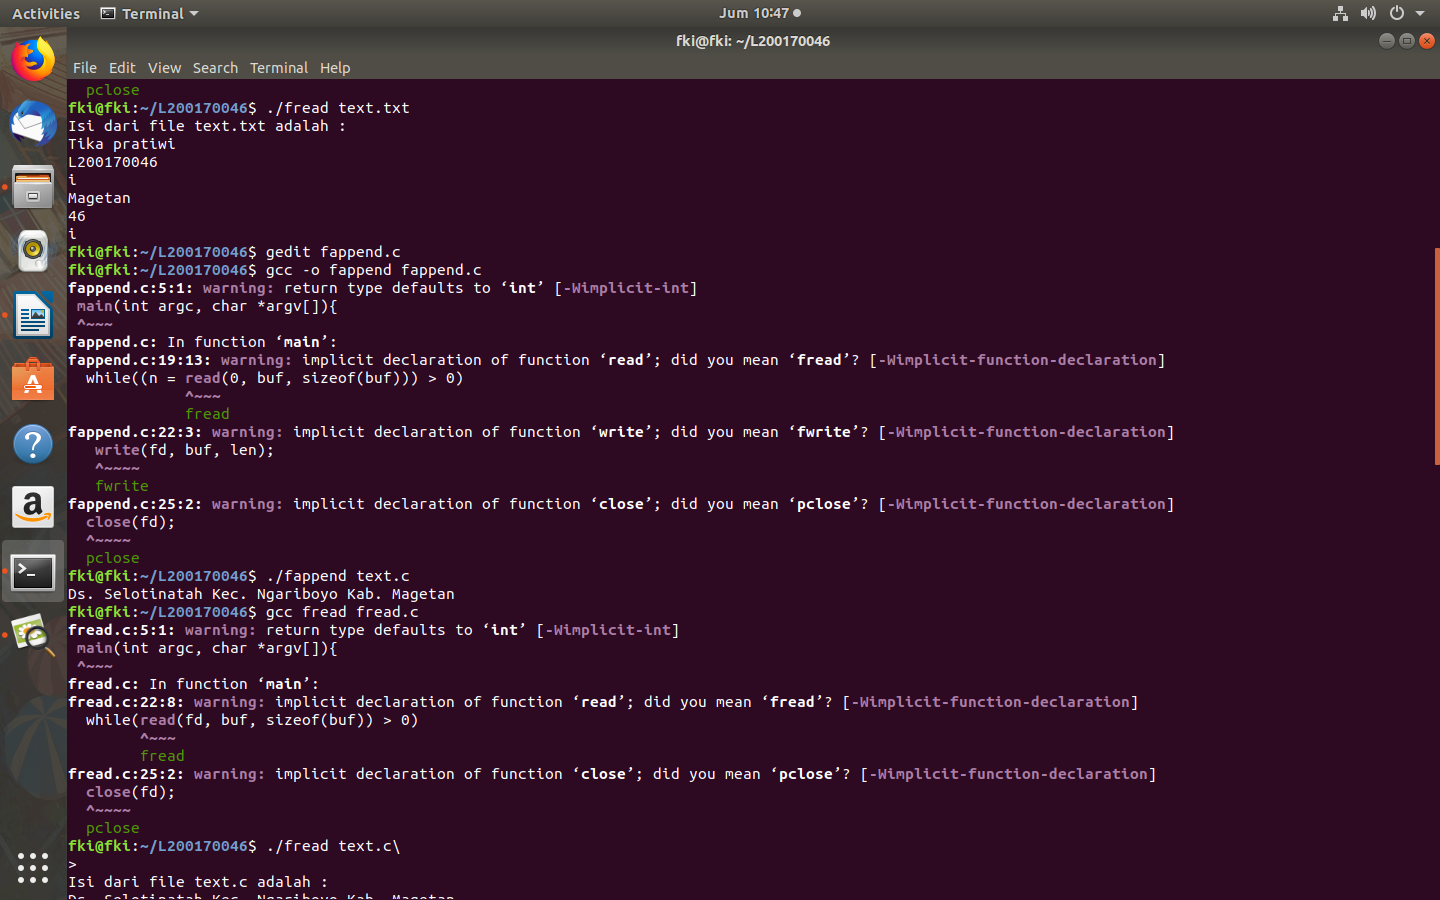 Activities Terminal Jum 10:47
fki@fki: ~/L200170046
File Edit View Search Terminal Help
pclose
fki@fki:~/L200170046$ ./fread text.txt
Isi dari file text.txt adalah :
Tika pratiwi
L200170046
i
Magetan
46
i
fki@fki:~/L200170046$ gedit fappend.c
fki@fki:~/L200170046$ gcc -o fappend fappend.c
fappend.c:5:1: warning: return type defaults to ‘int’ [-Wimplicit-int]
main(int argc, char *argv[]){
^~~~
fappend.c: In function ‘main’:
fappend.c:19:13: warning: implicit declaration of function ‘read’; did you mean ‘fread’? [-Wimplicit-function-declaration]
while((n = read(0, buf, sizeof(buf))) > 0)
^~~~
fread
fappend.c:22:3: warning: implicit declaration of function ‘write’; did you mean ‘fwrite’? [-Wimplicit-function-declaration]
write(fd, buf, len);
^~~~~
fwrite
fappend.c:25:2: warning: implicit declaration of function ‘close’; did you mean ‘pclose’? [-Wimplicit-function-declaration]
close(fd);
^~~~~
pclose
fki@fki:~/L200170046$ ./fappend text.c
Ds. Selotinatah Kec. Ngariboyo Kab. Magetan
fki@fki:~/L200170046$ gcc fread fread.c
fread.c:5:1: warning: return type defaults to ‘int’ [-Wimplicit-int]
main(int argc, char *argv[]){
^~~~
fread.c: In function ‘main’:
fread.c:22:8: warning: implicit declaration of function ‘read’; did you mean ‘fread’? [-Wimplicit-function-declaration]
while(read(fd, buf, sizeof(buf)) > 0)
^~~~
fread
fread.c:25:2: warning: implicit declaration of function ‘close’; did you mean ‘pclose’? [-Wimplicit-function-declaration]
close(fd);
^~~~~
pclose
fki@fki:~/L200170046$ ./fread text.c\
>
Isi dari file text.c adalah :
Ds. Selotinatah Kec. Ngariboyo Kab. Magetan